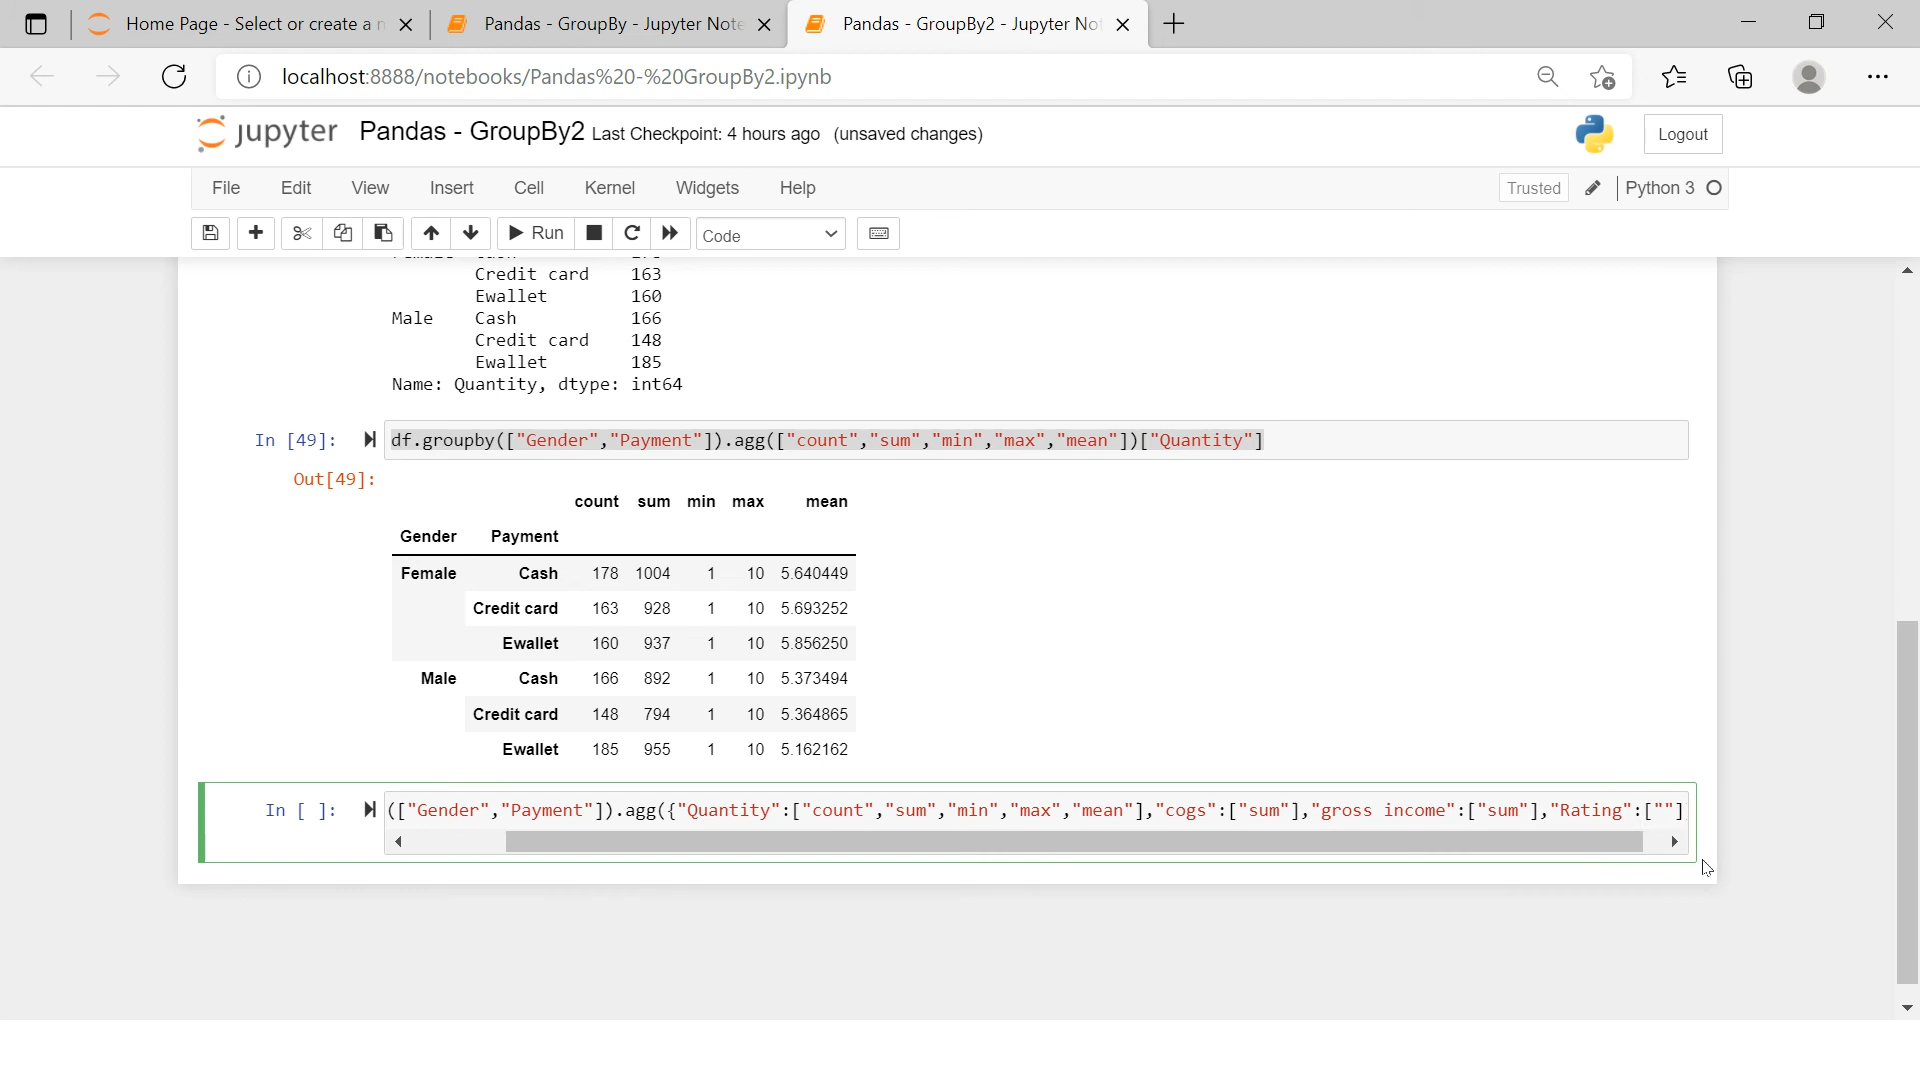 Home Page - Select or create a n
Pandas - GroupBy - Jupyter Note
Pandas - GroupBy2 - Jupyter Not
localhost:8888/notebooks/Pandas%20-%20GroupBy2.ipynb
jupyter Pandas - GroupBy2 Last Checkpoint: 4 hours ago (unsaved changes)
Logout
File Edit View Insert Cell Kernel Widgets Help
Trusted
Python 3
Run
Code
Credit card 163
Ewallet 160
Male Cash 166
Credit card 148
Ewallet 185
Name: Quantity, dtype: int64
In [49]: df.groupby(["Gender","Payment"]).agg(["count","sum","min","max","mean"])["Quantity"]
Out[49]:
count sum min max mean
Gender Payment
Female Cash 178 1004 1 10 5.640449
Credit card 163 928 1 10 5.693252
Ewallet 160 937 1 10 5.856250
Male Cash 166 892 1 10 5.373494
Credit card 148 794 1 10 5.364865
Ewallet 185 955 1 10 5.162162
In [ ]: (["Gender","Payment"]).agg({"Quantity":["count","sum","min","max","mean"],"cogs":["sum"],"gross income":["sum"],"Rating":[""]